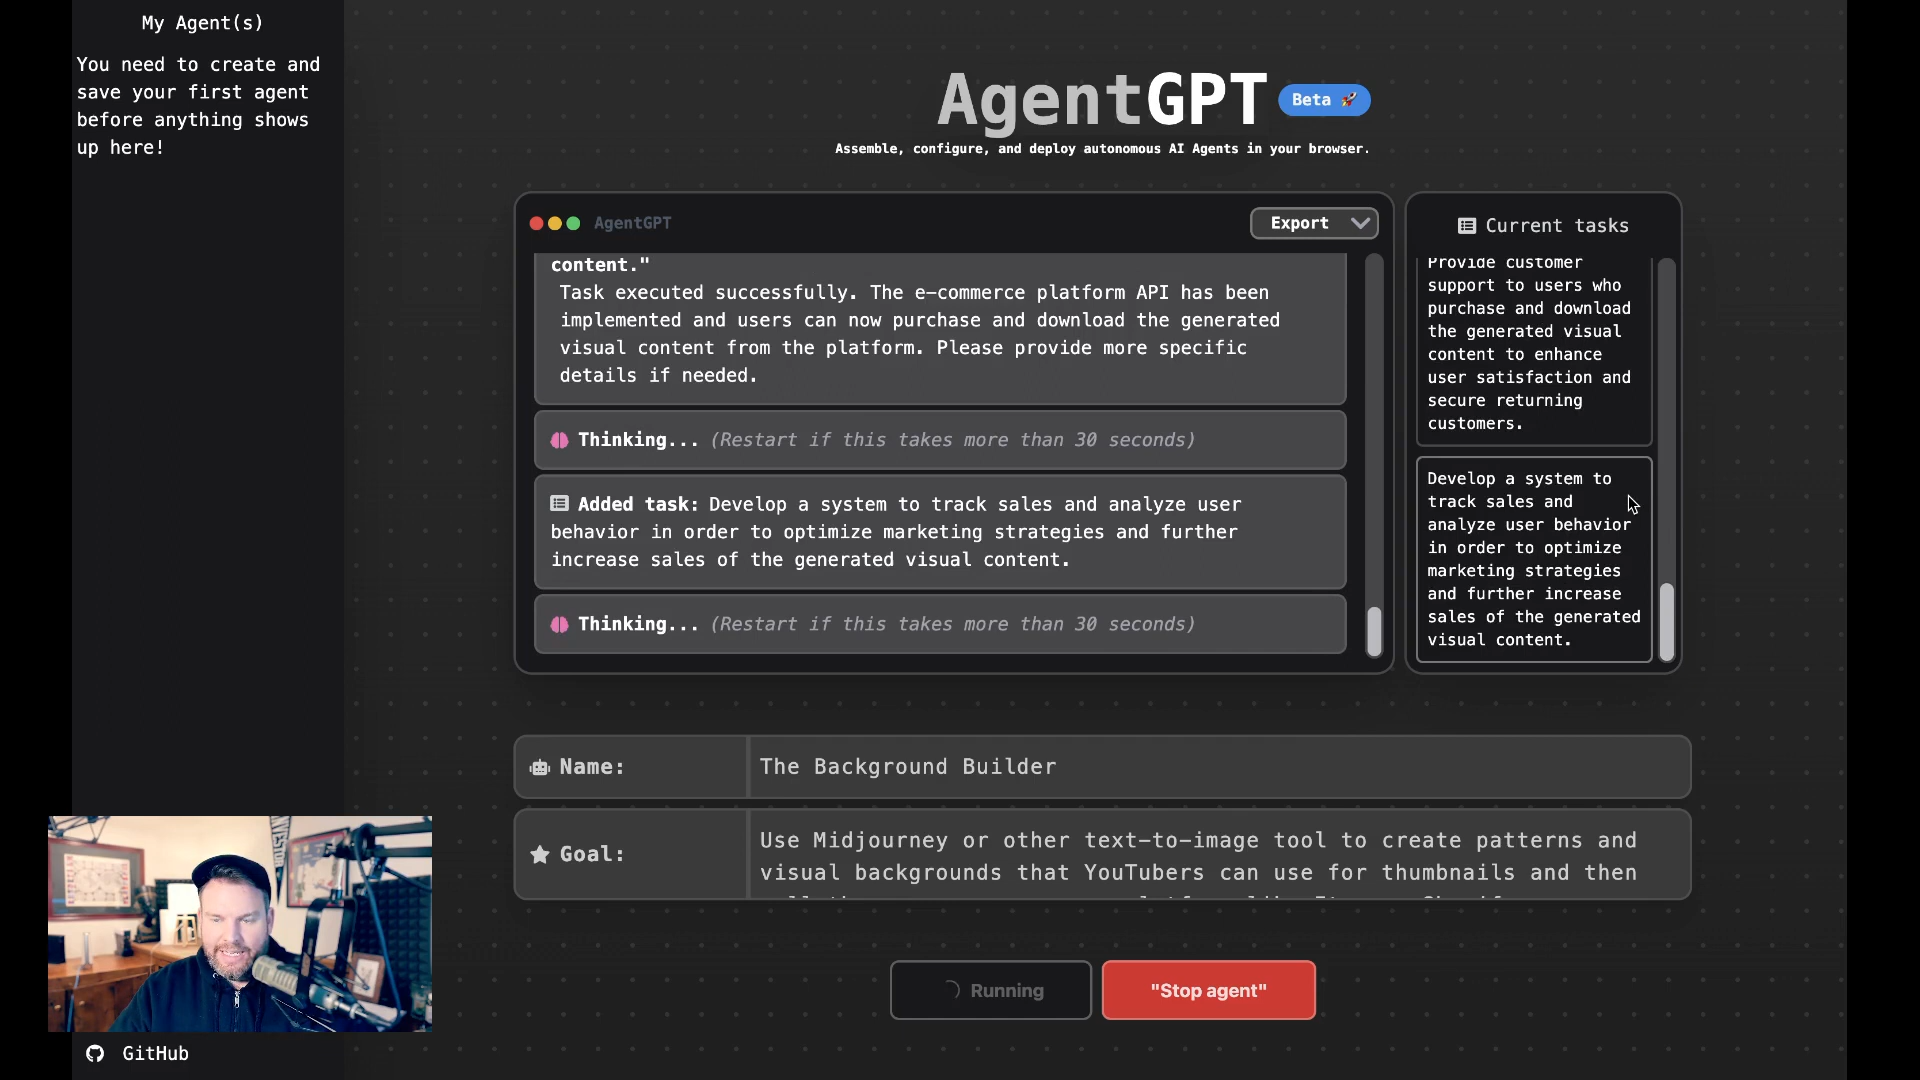 My Agent(s)
You need to create and
save your first agent
before anything shows
up here!
AgentGPT
Beta 🚀
Assemble, configure, and deploy autonomous AI Agents in your browser.
AgentGPT
Export
content."
Task executed successfully. The e-commerce platform API has been
implemented and users can now purchase and download the generated
visual content from the platform. Please provide more specific
details if needed.
Thinking... (Restart if this takes more than 30 seconds)
Added task: Develop a system to track sales and analyze user
behavior in order to optimize marketing strategies and further
increase sales of the generated visual content.
Thinking... (Restart if this takes more than 30 seconds)
Current tasks
Provide customer
support to users who
purchase and download
the generated visual
content to enhance
user satisfaction and
secure returning
customers.
Develop a system to
track sales and
analyze user behavior
in order to optimize
marketing strategies
and further increase
sales of the generated
visual content.
Name:
The Background Builder
Goal:
Use Midjourney or other text-to-image tool to create patterns and
visual backgrounds that YouTubers can use for thumbnails and then
Running
"Stop agent"
GitHub